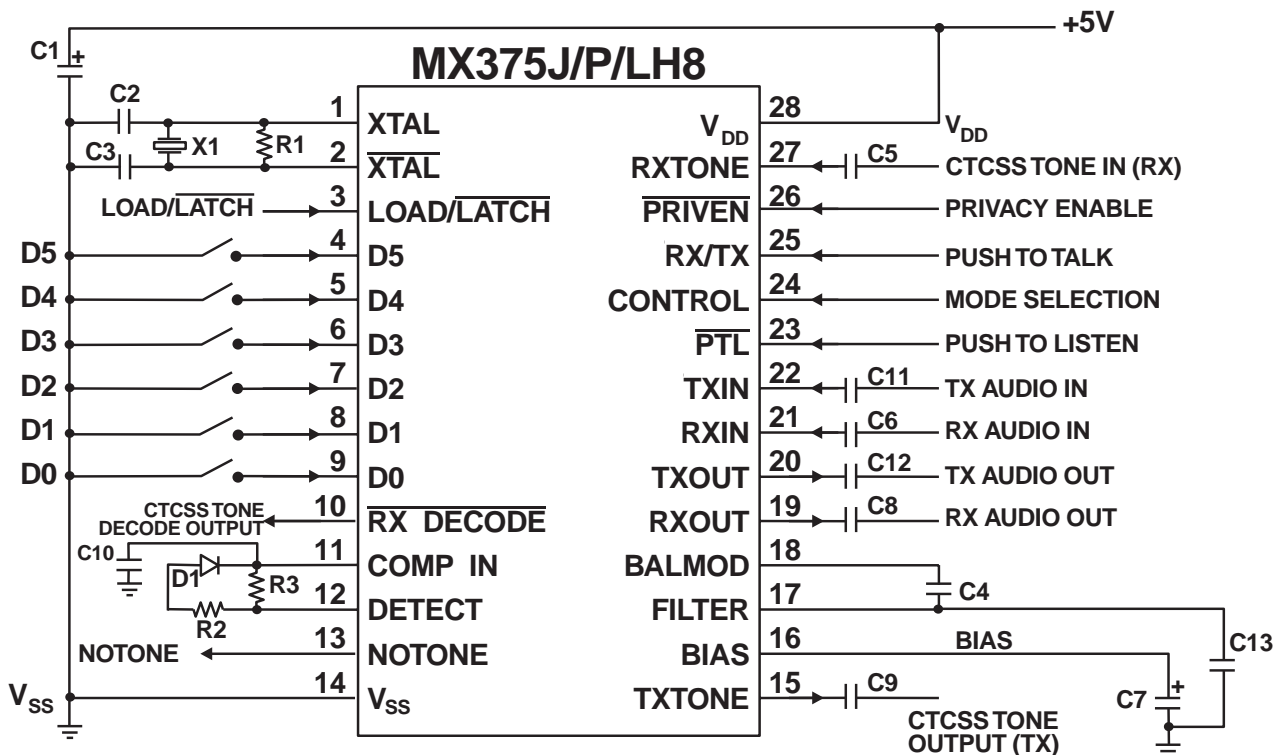 +5V
C1 +
MX375J/P/LH8
C2
X1
R1
C3
1 XTAL
2 XTAL
LOAD/LATCH 3 LOAD/LATCH
D5 4 D5
D4 5 D4
D3 6 D3
D2 7 D2
D1 8 D1
D0 9 D0
CTCSS TONE
DECODE OUTPUT
10 RX DECODE
C10
D1
R3
R2
11 COMP IN
12 DETECT
NOTONE 13 NOTONE
VSS 14 VSS
VDD 28 VDD
RXTONE 27 C5 CTCSS TONE IN (RX)
PRIVEN 26 PRIVACY ENABLE
RX/TX 25 PUSH TO TALK
CONTROL 24 MODE SELECTION
PTL 23 PUSH TO LISTEN
TXIN 22 C11 TX AUDIO IN
RXIN 21 C6 RX AUDIO IN
TXOUT 20 C12 TX AUDIO OUT
RXOUT 19 C8 RX AUDIO OUT
BALMOD 18
C4
FILTER 17
C13
BIAS 16 BIAS
C7 +
TXTONE 15 C9
CTCSS TONE
OUTPUT (TX)